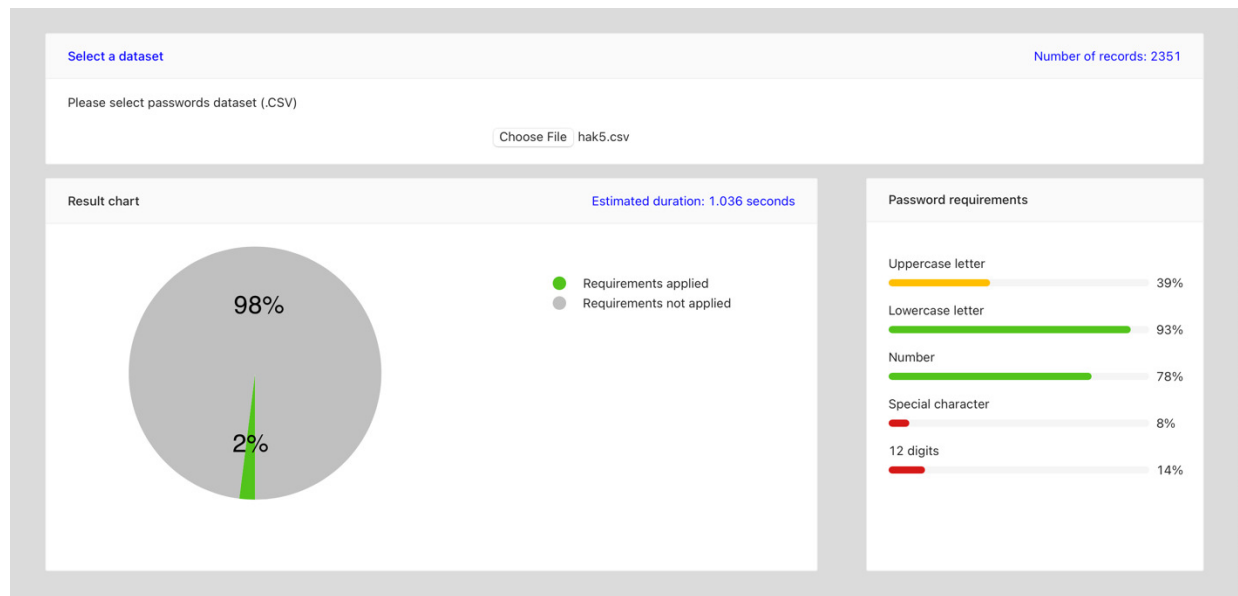 Select a dataset
Number of records: 2351
Please select passwords dataset (.CSV)
Choose File hak5.csv
Result chart
Estimated duration: 1.036 seconds
98%
2%
Requirements applied
Requirements not applied
Password requirements
Uppercase letter
39%
Lowercase letter
93%
Number
78%
Special character
8%
12 digits
14%